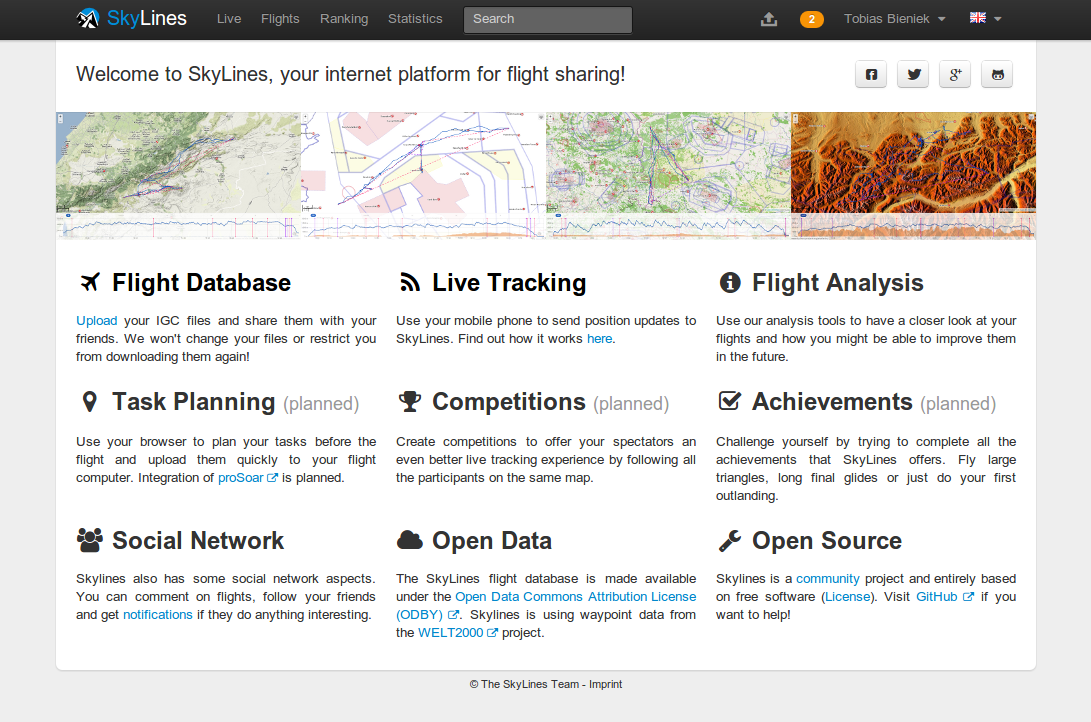 SkyLines Live Flights Ranking Statistics Search 2 Tobias Bieniek
Welcome to SkyLines, your internet platform for flight sharing!
Flight Database
Upload your IGC files and share them with your
friends. We won't change your files or restrict you
from downloading them again!
Live Tracking
Use your mobile phone to send position updates to
SkyLines. Find out how it works here.
Flight Analysis
Use our analysis tools to have a closer look at your
flights and how you might be able to improve them
in the future.
Task Planning (planned)
Use your browser to plan your tasks before the
flight and upload them quickly to your flight
computer. Integration of proSoar is planned.
Competitions (planned)
Create competitions to offer your spectators an
even better live tracking experience by following all
the participants on the same map.
Achievements (planned)
Challenge yourself by trying to complete all the
achievements that SkyLines offers. Fly large
triangles, long final glides or just do your first
outlanding.
Social Network
Skylines also has some social network aspects.
You can comment on flights, follow your friends
and get notifications if they do anything interesting.
Open Data
The SkyLines flight database is made available
under the Open Data Commons Attribution License
(ODBY). Skylines is using waypoint data from
the WELT2000 project.
Open Source
Skylines is a community project and entirely based
on free software (License). Visit GitHub if you
want to help!
© The SkyLines Team - Imprint